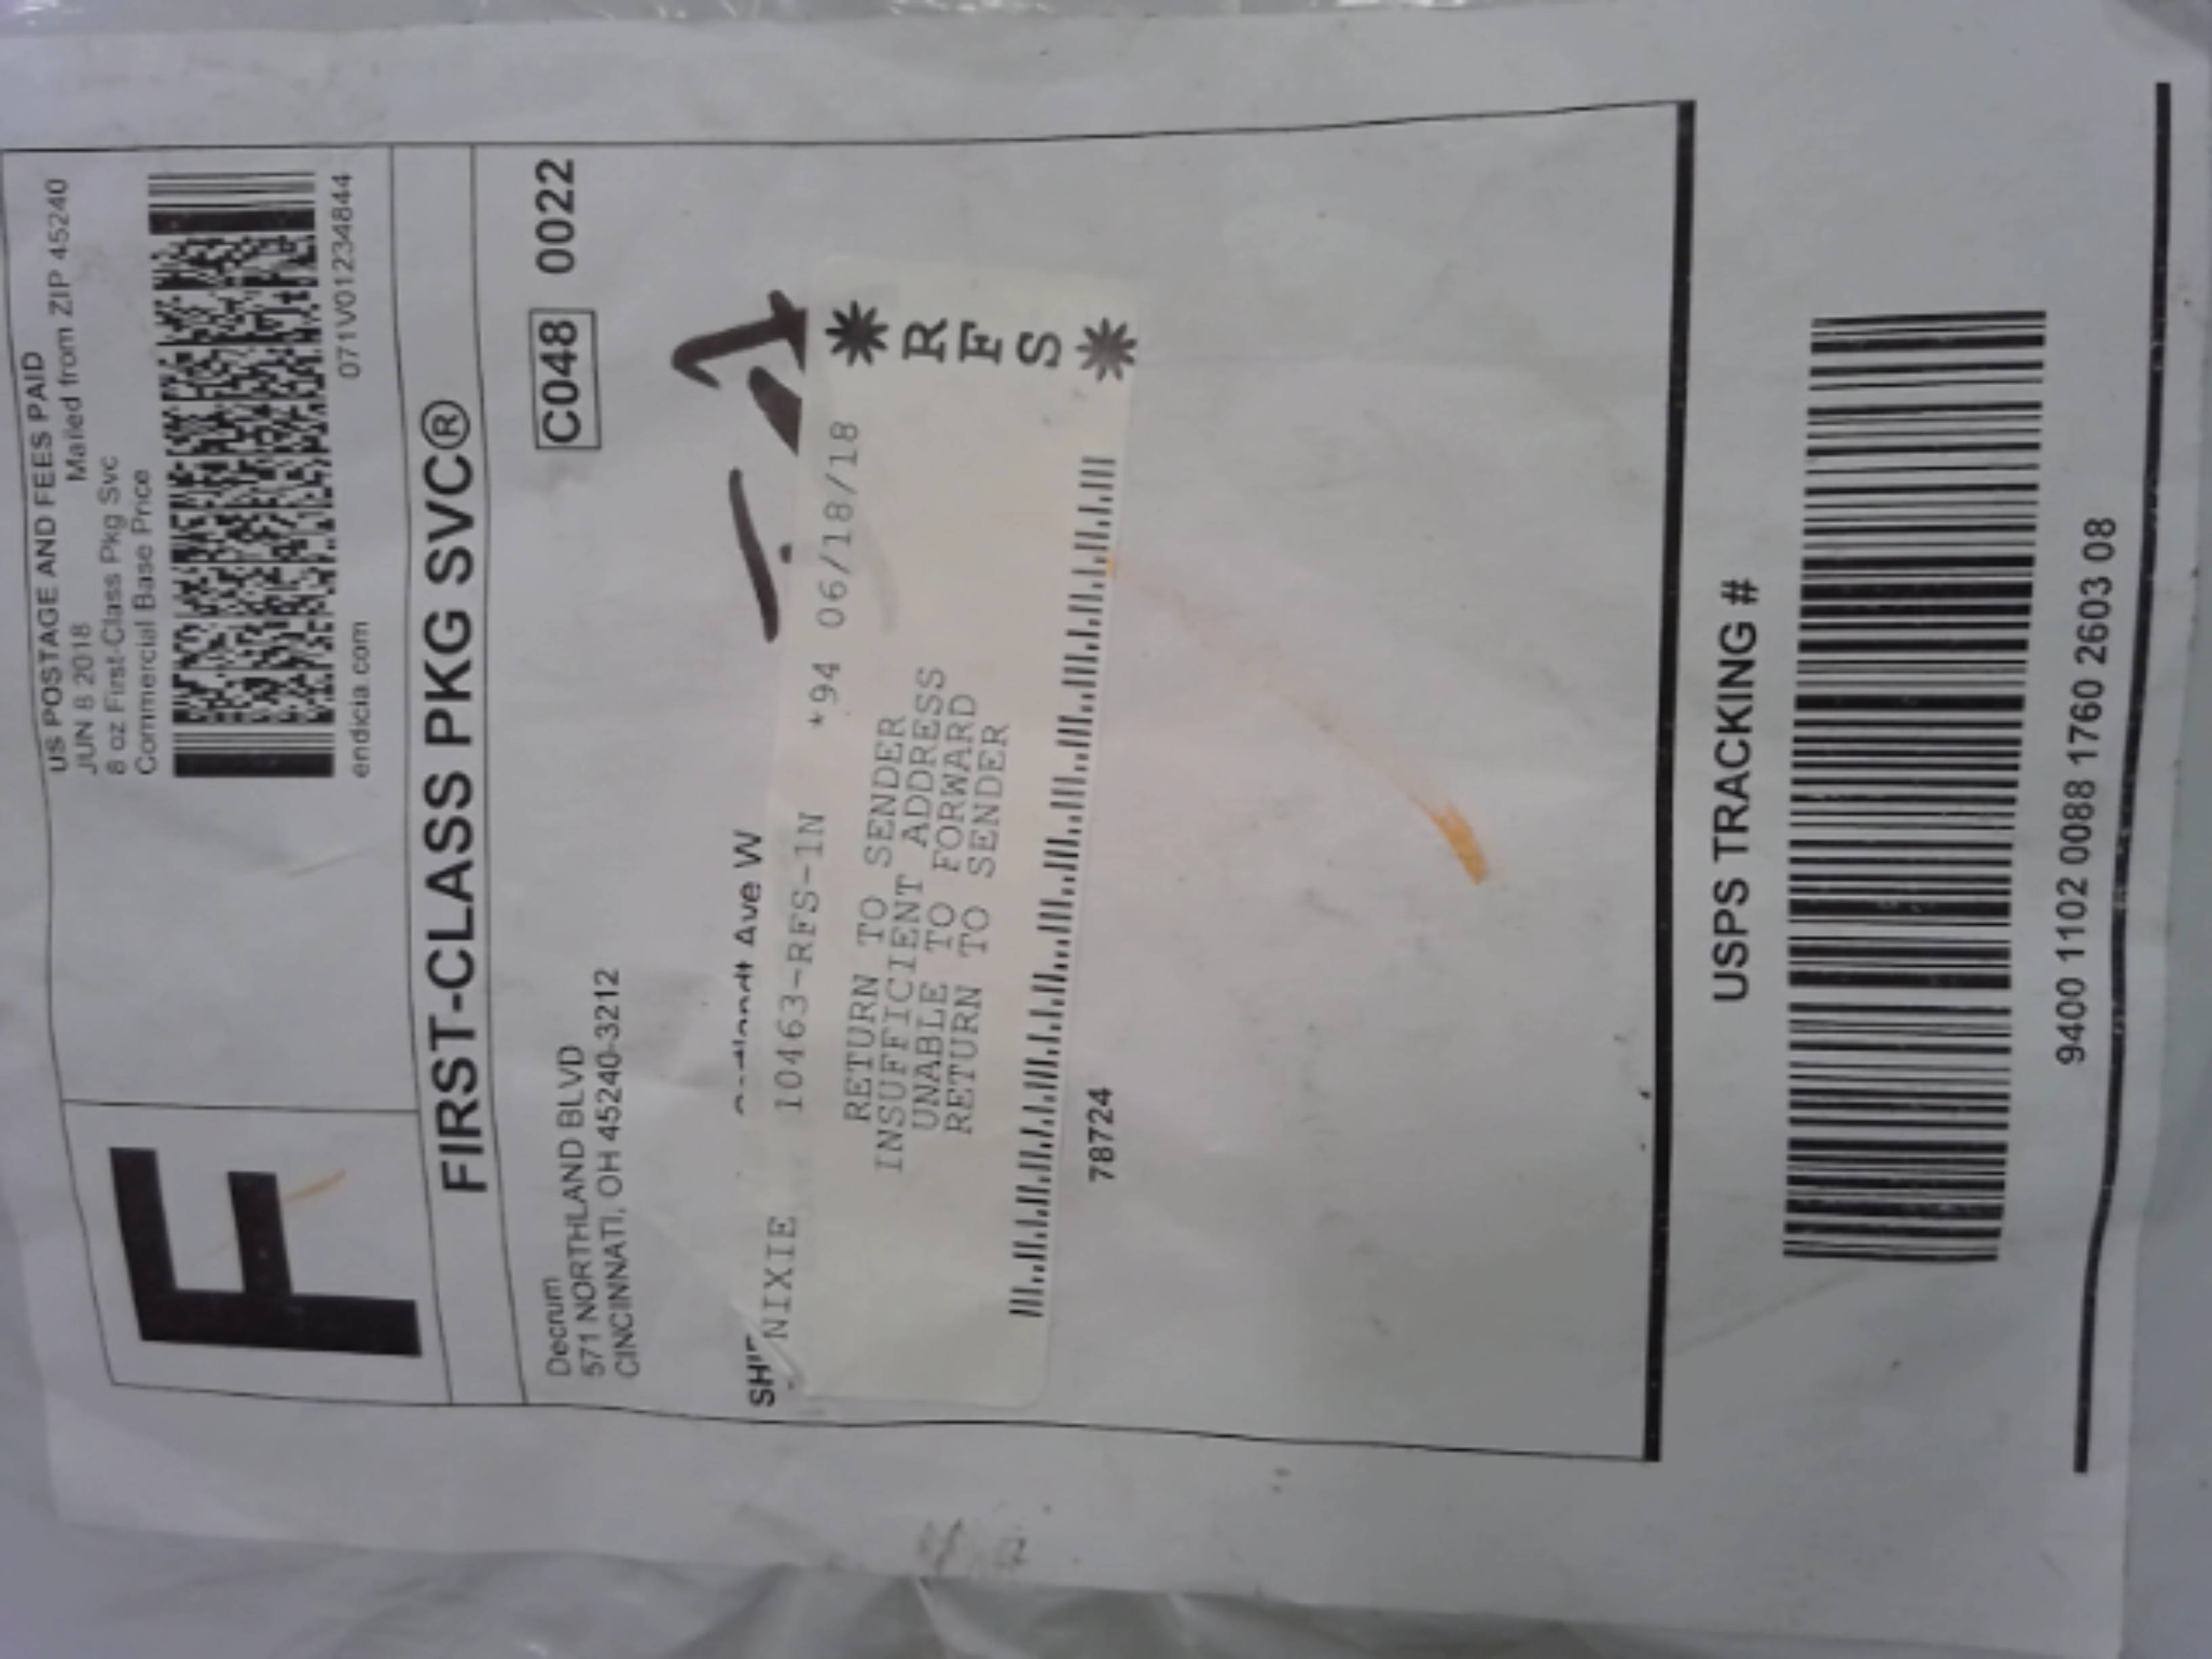 F
US POSTAGE AND FEES PAID
JUN 8 2018 Mailed from ZIP 45240
8 oz First-Class Pkg Svc
Commercial Base Price
endicia.com 071V01234844
FIRST-CLASS PKG SVC®
Decrum
571 NORTHLAND BLVD
CINCINNATI, OH 45240-3212
C048 0022
Ave W
NIXIE 10463-RFS-1N *94 06/18/18
RETURN TO SENDER
INSUFFICIENT ADDRESS
UNABLE TO FORWARD
RETURN TO SENDER
R
F
S
78724
USPS TRACKING #
9400 1102 0088 1760 2603 08